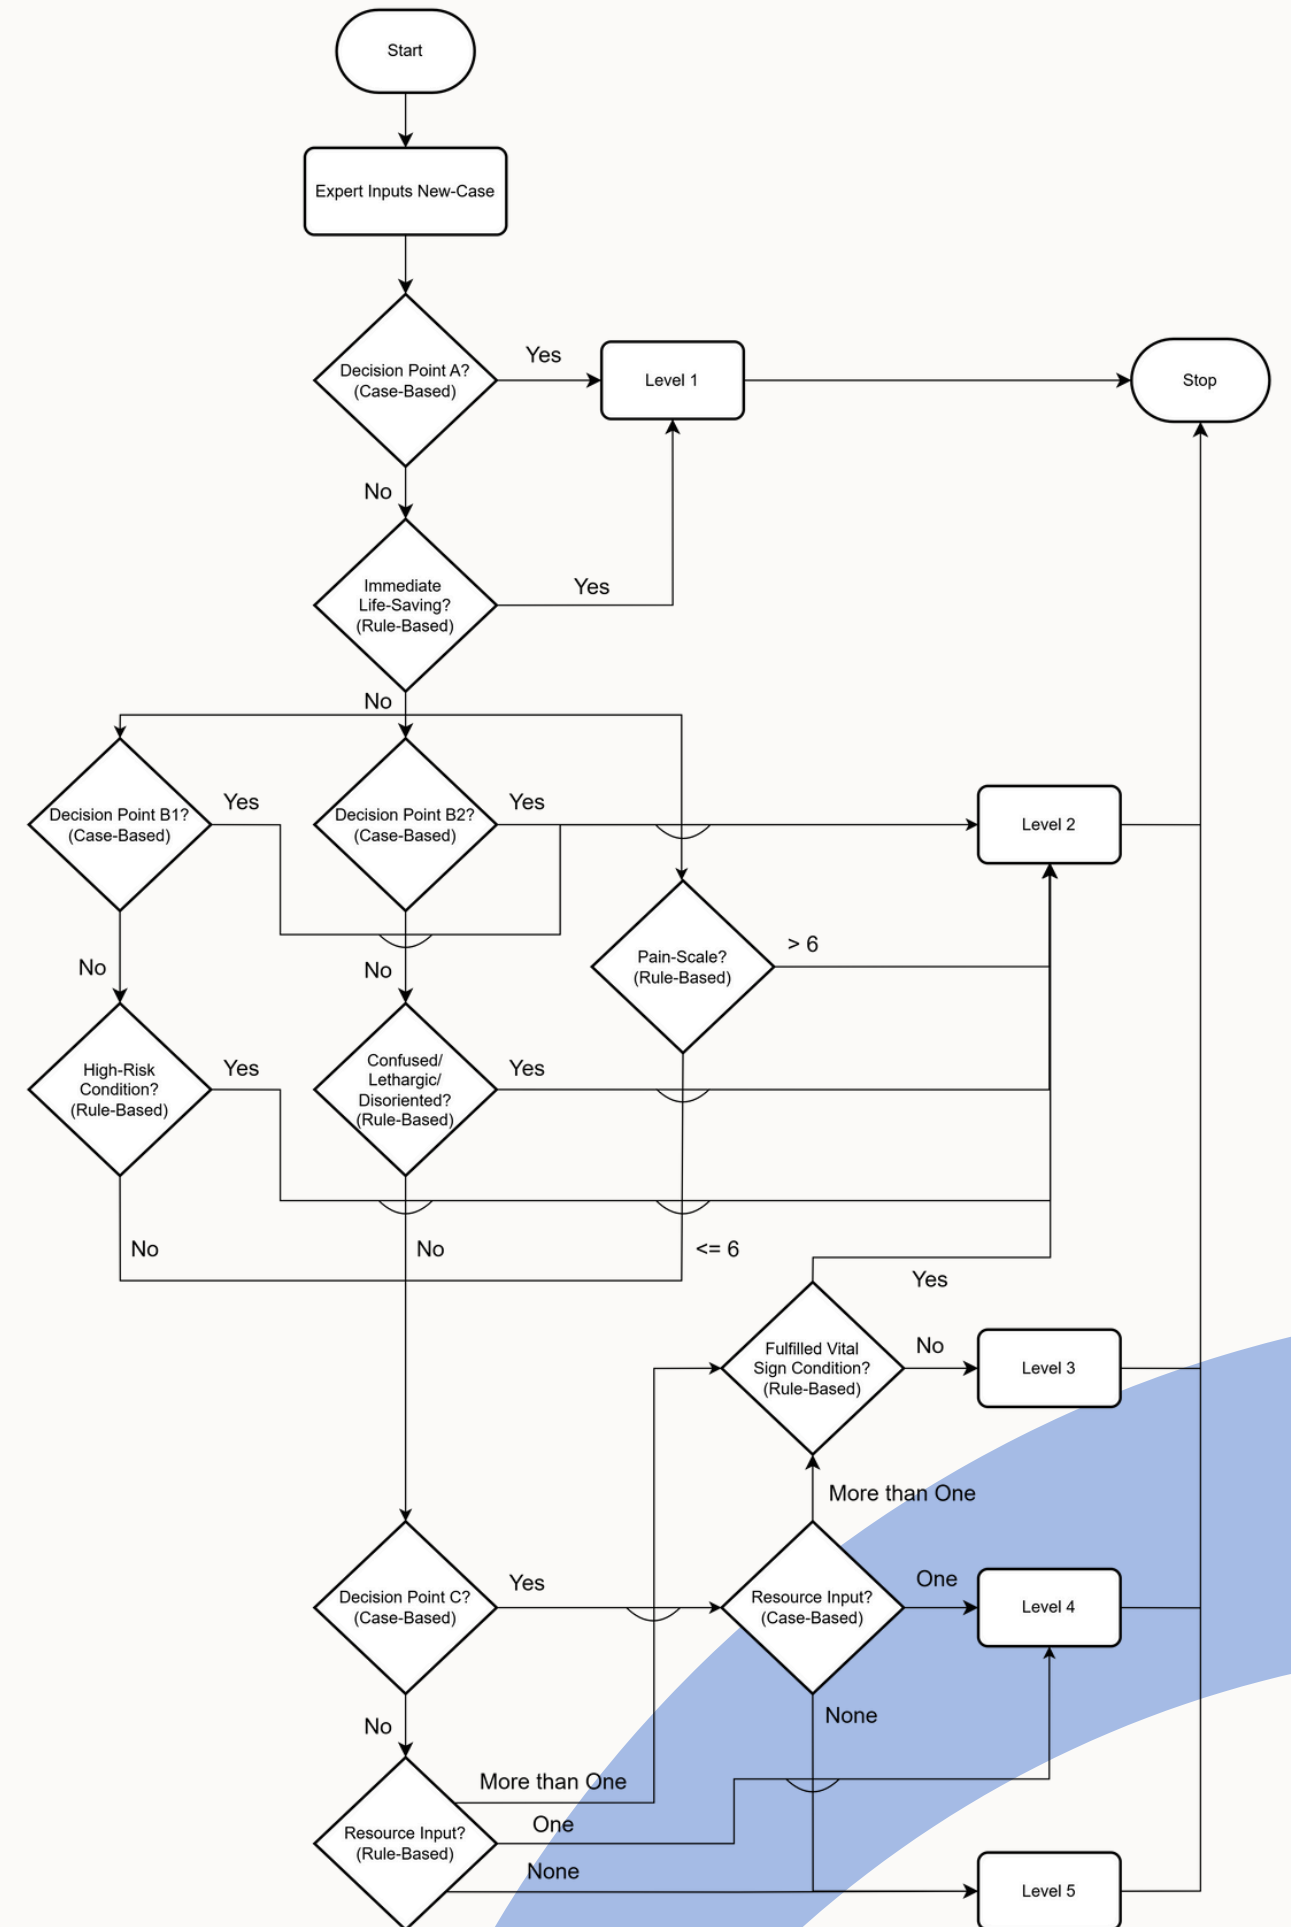 Start
Expert Inputs New-Case
Decision Point A?
(Case-Based)
Yes
Level 1
Stop
No
Immediate
Life-Saving?
(Rule-Based)
Yes
No
Decision Point B1?
(Case-Based)
Yes
Decision Point B2?
(Case-Based)
Yes
Level 2
Pain-Scale?
(Rule-Based)
> 6
No
No
High-Risk
Condition?
(Rule-Based)
Yes
Confused/
Lethargic/
Disoriented?
(Rule-Based)
Yes
No
No
<= 6
Yes
Fulfilled Vital
Sign Condition?
(Rule-Based)
No
Level 3
More than One
Decision Point C?
(Case-Based)
Yes
Resource Input?
(Case-Based)
One
Level 4
No
None
More than One
Resource Input?
(Rule-Based)
One
None
Level 5